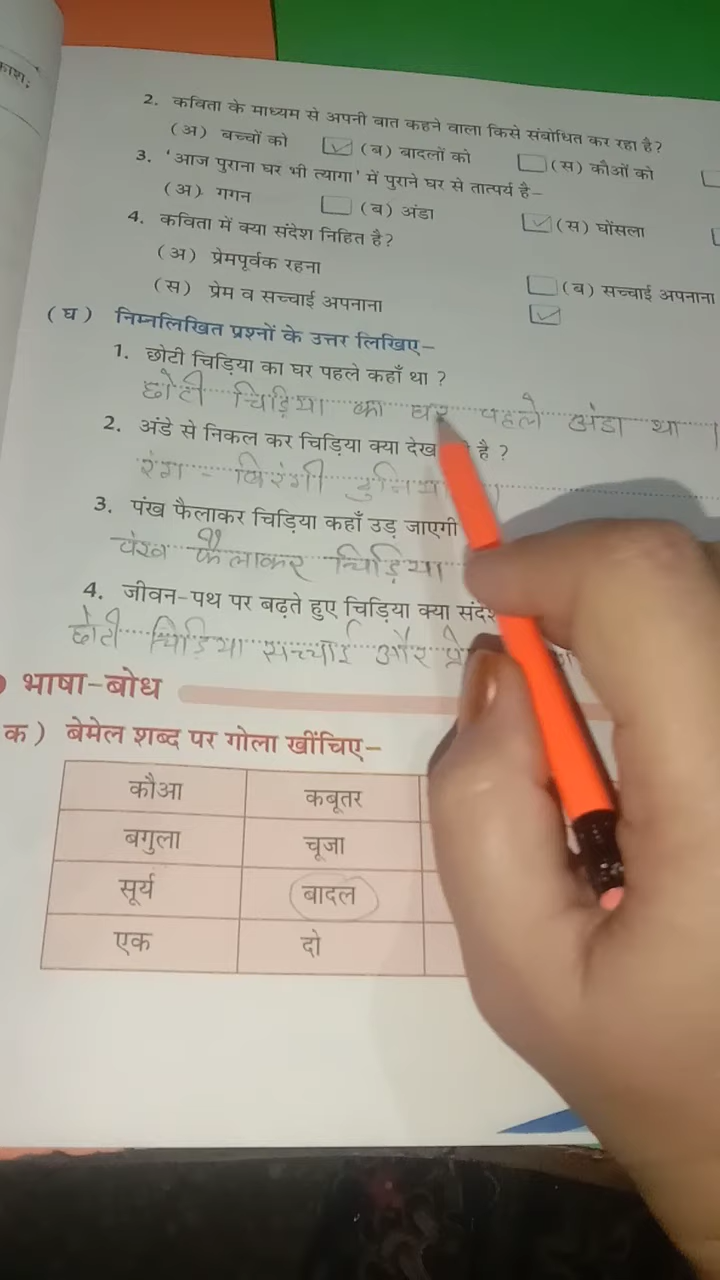 काश;
2. कविता के माध्यम से अपनी बात कहने वाला किसे संबोधित कर रहा है?
(अ) बच्चों को (ब) बादलों को (स) कौओं को
3. 'आज पुराना घर भी त्यागा' में पुराने घर से तात्पर्य है–
(अ) गगन (ब) अंडा (स) घोंसला
4. कविता में क्या संदेश निहित है?
(अ) प्रेमपूर्वक रहना (ब) सच्चाई अपनाना
(स) प्रेम व सच्चाई अपनाना
(घ) निम्नलिखित प्रश्नों के उत्तर लिखिए–
1. छोटी चिड़िया का घर पहले कहाँ था ?
छोटी चिड़िया का घर पहले अंडा था ।
2. अंडे से निकल कर चिड़िया क्या देख है ?
रंग - बिरंगी
3. पंख फैलाकर चिड़िया कहाँ उड़ जाएगी
पंख फैलाकर चिड़िया
4. जीवन-पथ पर बढ़ते हुए चिड़िया क्या
छोटी चिड़िया सच्चाई और
भाषा-बोध
क) बेमेल शब्द पर गोला खींचिए–
कौआ कबूतर
बगुला चूजा
सूर्य बादल
एक दो